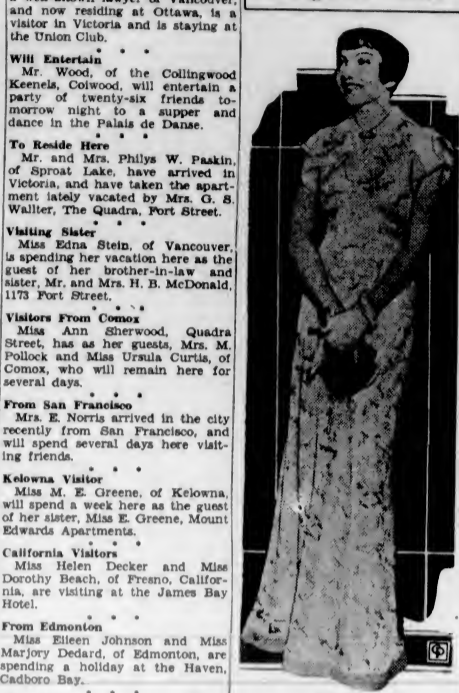 and now residing at Ottawa, is a
visitor in Victoria and is staying at
the Union Club.
* * *
Will Entertain
Mr. Wood, of the Collingwood
Keenels, Colwood, will entertain a
party of twenty-six friends to-
morrow night to a supper and
dance in the Palais de Danse.
* * *
To Reside Here
Mr. and Mrs. Philys W. Paskin,
of Sproat Lake, have arrived in
Victoria, and have taken the apart-
ment lately vacated by Mrs. G. S.
Wallter, The Quadra, Fort Street.
* * *
Visiting Sister
Miss Edna Stein, of Vancouver,
is spending her vacation here as the
guest of her brother-in-law and
sister, Mr. and Mrs. H. B. McDonald,
1173 Fort Street.
* * *
Visitors From Comox
Miss Ann Sherwood, Quadra
Street, has as her guests, Mrs. M.
Pollock and Miss Ursula Curtis, of
Comox, who will remain here for
several days.
* * *
From San Francisco
Mrs. E. Norris arrived in the city
recently from San Francisco, and
will spend several days here visit-
ing friends.
* * *
Kelowna Visitor
Miss M. E. Greene, of Kelowna,
will spend a week here as the guest
of her sister, Miss E. Greene, Mount
Edwards Apartments.
* * *
California Visitors
Miss Helen Decker and Miss
Dorothy Beach, of Fresno, Califor-
nia, are visiting at the James Bay
Hotel.
* * *
From Edmonton
Miss Eileen Johnson and Miss
Marjory Dedard, of Edmonton, are
spending a holiday at the Haven,
Cadboro Bay.
* * *